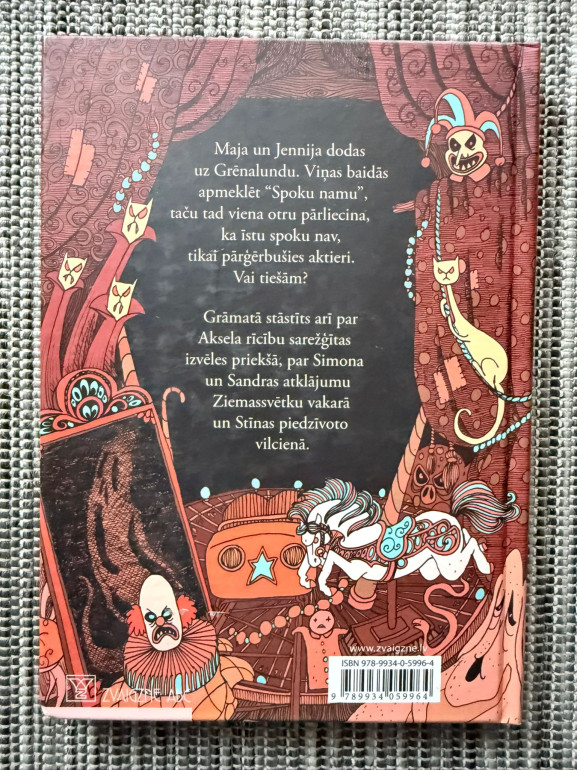 Maja un Jennija dodas
uz Grēnalundu. Viņas baidās
apmeklēt “Spoku namu”,
taču tad viena otru pārliecina,
ka īstu spoku nav,
tikai pārģērbušies aktieri.
Vai tiešām?
Grāmatā stāstīts arī par
Aksela rīcību sarežģītas
izvēles priekšā, par Simona
un Sandras atklājumu
Ziemassvētku vakarā
un Stīnas piedzīvoto
vilcienā.
www.zvaigzne.lv
ISBN 978-9934-0-5996-4
9 789934 059964
ZVAIGZNE ABC